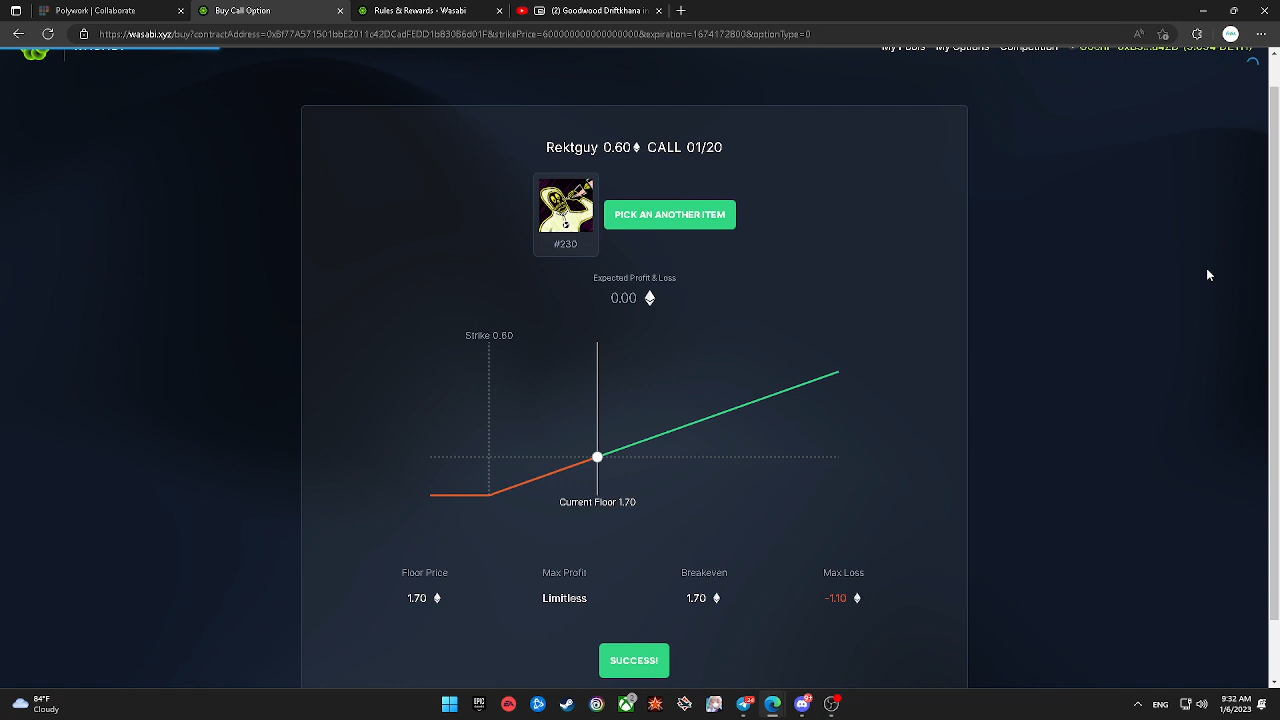 Polywork | Collaborate
Buy Call Option
Rules & Rewards - Wasabi
(2) Goodwood Driftkhana in
https://wasabi.xyz/buy?contractAddress=0xBf77A571501bbE2011c42DCadFEDD1b83693856d0f1E&strikePrice=600000000000000000&expiration=1674172800&optionType=0
My Pools
My Options
Competition
Rektguy 0.60 CALL 01/20
PICK AN ANOTHER ITEM
#230
Expected Profit & Loss
0.00
Strike 0.60
Current Floor 1.70
Floor Price
Max Profit
Breakeven
Max Loss
1.70
Limitless
1.70
-1.10
SUCCESS!
84°F
Cloudy
ENG
9:32 AM
1/6/2023